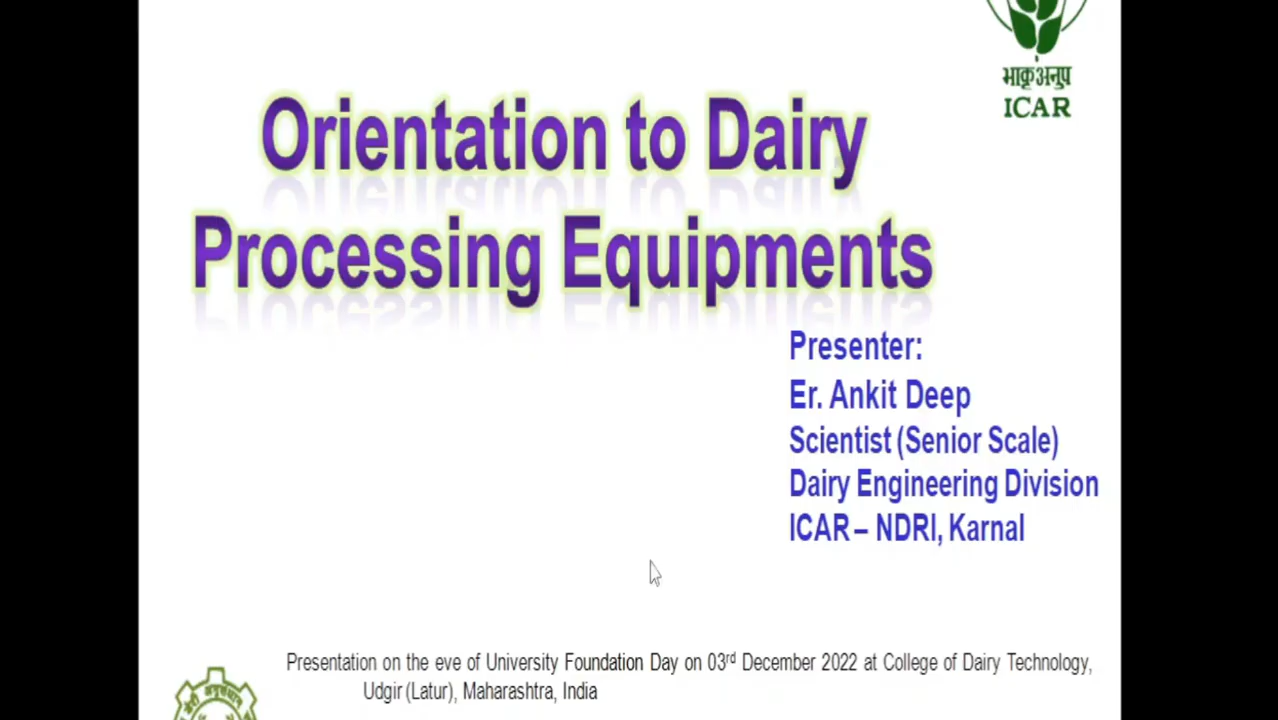 भाकृअनुप
ICAR
Orientation to Dairy
Processing Equipments
Presenter:
Er. Ankit Deep
Scientist (Senior Scale)
Dairy Engineering Division
ICAR – NDRI, Karnal
Presentation on the eve of University Foundation Day on 03rd December 2022 at College of Dairy Technology,
Udgir (Latur), Maharashtra, India